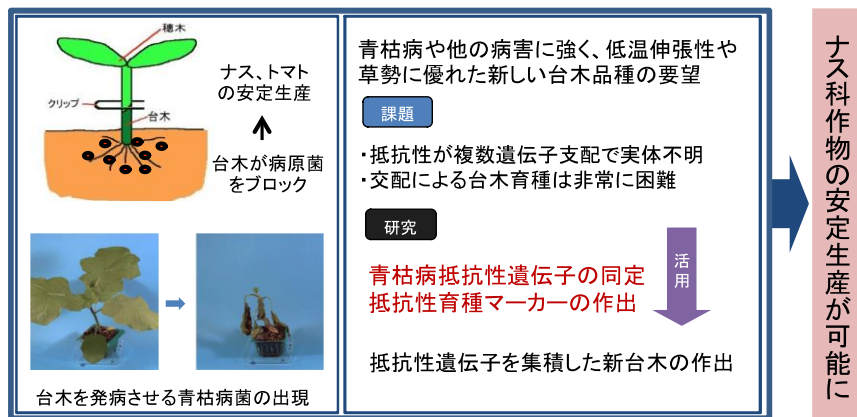 穂木
クリップ
台木
ナス、トマト
の安定生産
台木が病原菌
をブロック
台木を発病させる青枯病菌の出現
青枯病や他の病害に強く、低温伸張性や
草勢に優れた新しい台木品種の要望
課題
・抵抗性が複数遺伝子支配で実体不明
・交配による台木育種は非常に困難
研究
青枯病抵抗性遺伝子の同定
抵抗性育種マーカーの作出
活用
抵抗性遺伝子を集積した新台木の作出
ナス科作物の安定生産が可能に